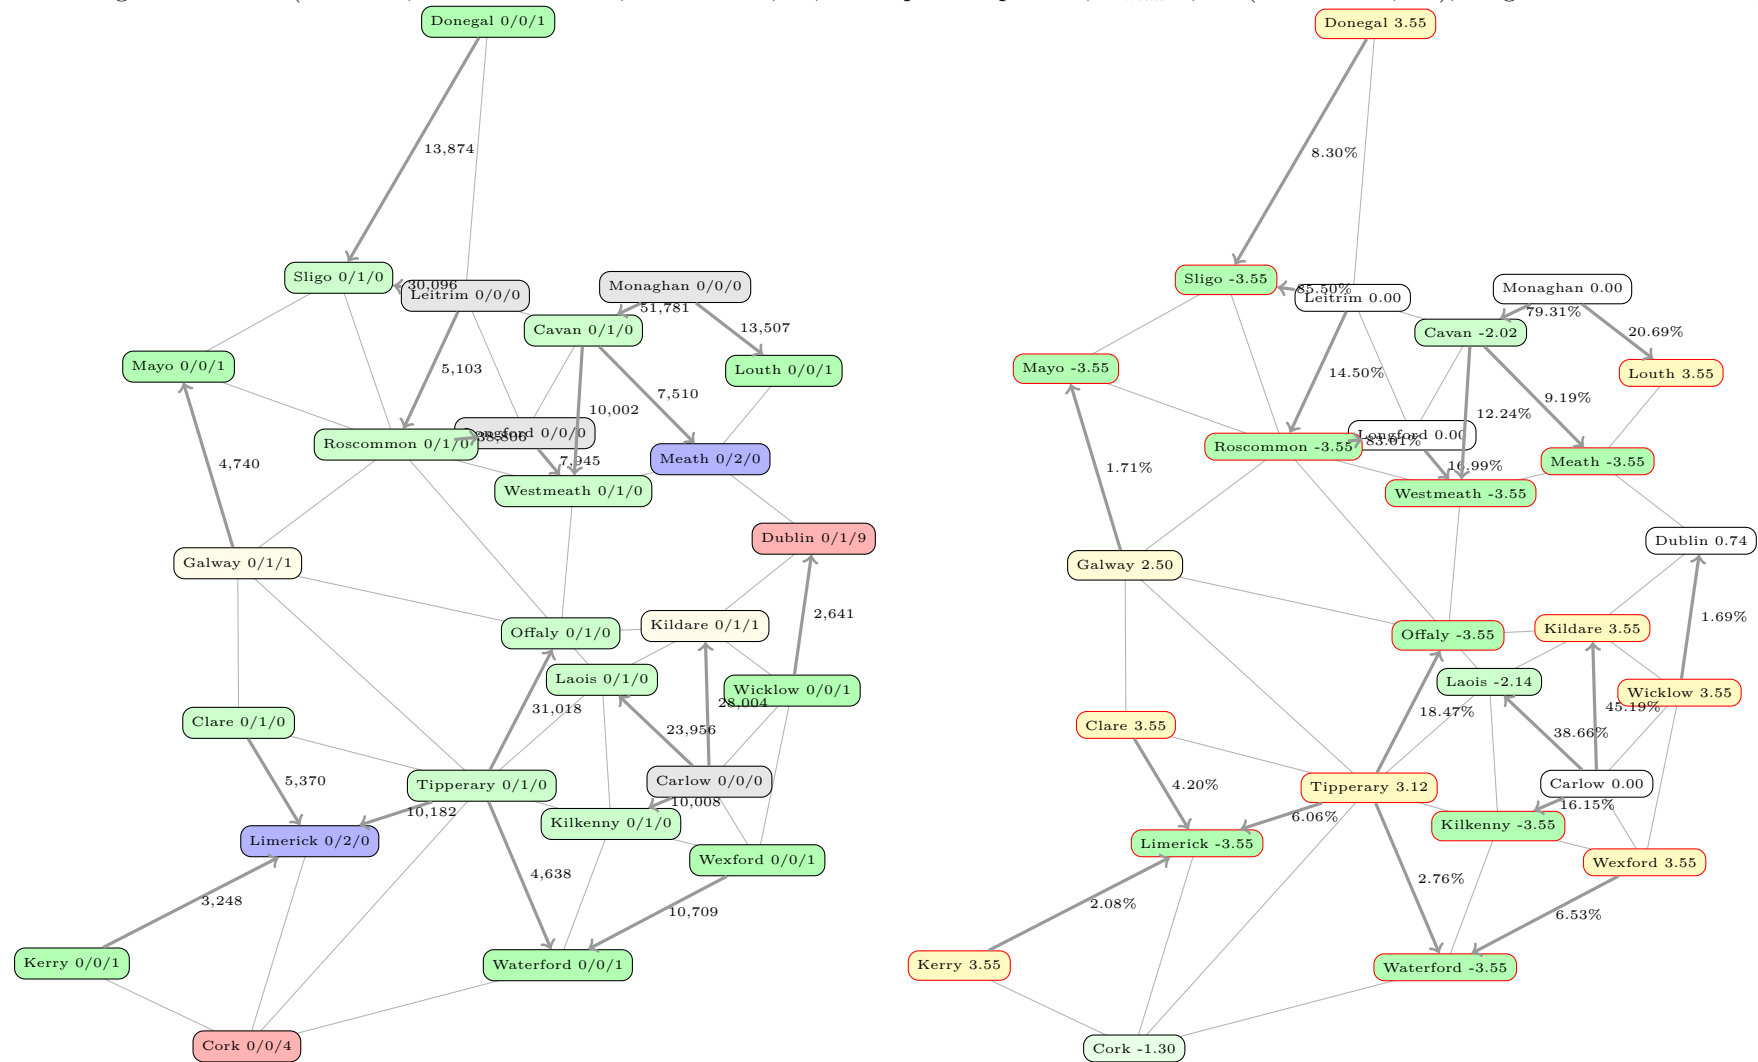 Donegal 0/0/1
13,874
Sligo 0/1/0
30,096
Leitrim 0/0/0
Monaghan 0/0/0
51,781
Cavan 0/1/0
13,507
Mayo 0/0/1
5,103
Louth 0/0/1
7,510
10,002
Roscommon 0/1/0
38,806
Longford 0/0/0
4,740
7,945
Meath 0/2/0
Westmeath 0/1/0
Dublin 0/1/9
Galway 0/1/1
2,641
Offaly 0/1/0
Kildare 0/1/1
Laois 0/1/0
Wicklow 0/0/1
28,004
31,018
Clare 0/1/0
23,956
5,370
Tipperary 0/1/0
Carlow 0/0/0
10,008
10,182
Kilkenny 0/1/0
Limerick 0/2/0
Wexford 0/0/1
4,638
3,248
10,709
Kerry 0/0/1
Waterford 0/0/1
Cork 0/0/4
Donegal 3.55
8.30%
Sligo -3.55
85.50%
Leitrim 0.00
Monaghan 0.00
79.31%
Cavan -2.02
20.69%
Mayo -3.55
14.50%
Louth 3.55
9.19%
12.24%
Roscommon -3.55
83.01%
Longford 0.00
1.71%
16.99%
Meath -3.55
Westmeath -3.55
Dublin 0.74
Galway 2.50
1.69%
Offaly -3.55
Kildare 3.55
Laois -2.14
Wicklow 3.55
45.19%
18.47%
Clare 3.55
38.66%
4.20%
Tipperary 3.12
Carlow 0.00
16.15%
6.06%
Kilkenny -3.55
Limerick -3.55
Wexford 3.55
2.76%
2.08%
6.53%
Kerry 3.55
Waterford -3.55
Cork -1.30